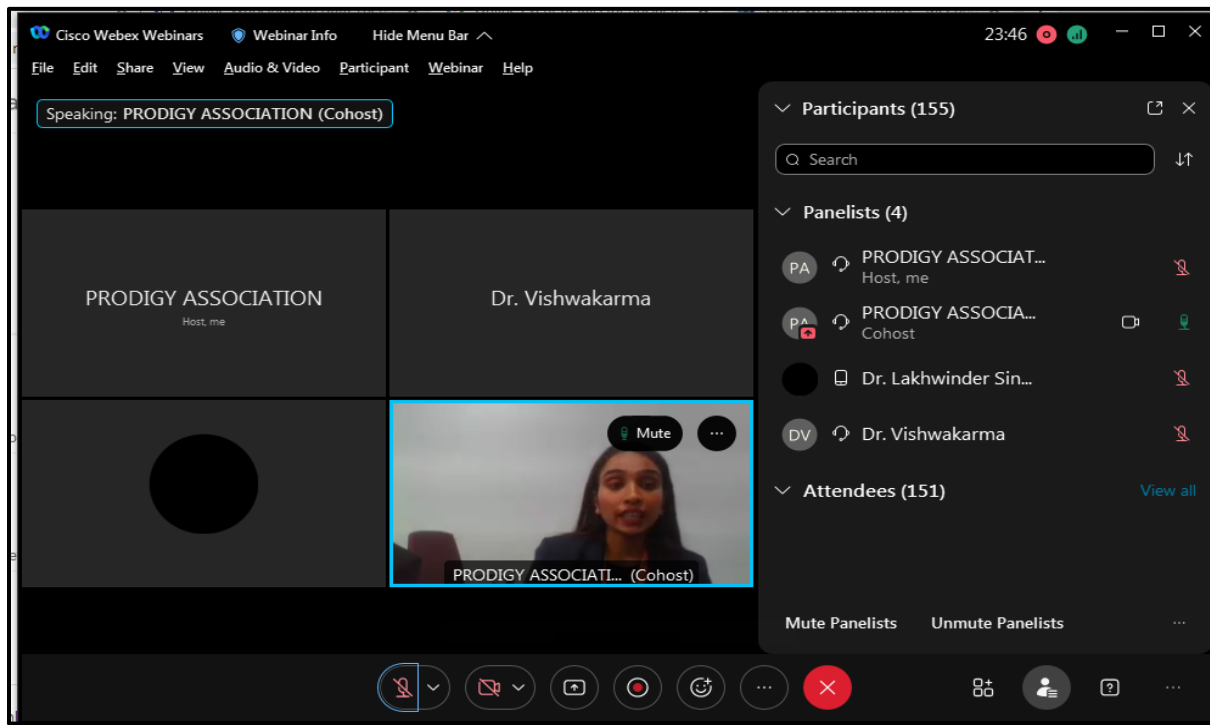 Cisco Webex Webinars Webinar Info Hide Menu Bar 23:46
File Edit Share View Audio & Video Participant Webinar Help
Speaking: PRODIGY ASSOCIATION (Cohost)
PRODIGY ASSOCIATION
Host, me
Dr. Vishwakarma
Mute
PRODIGY ASSOCIATI... (Cohost)
Participants (155)
Search
Panelists (4)
PA PRODIGY ASSOCIAT...
Host, me
PA PRODIGY ASSOCIA...
Cohost
Dr. Lakhwinder Sin...
DV Dr. Vishwakarma
Attendees (151) View all
Mute Panelists Unmute Panelists